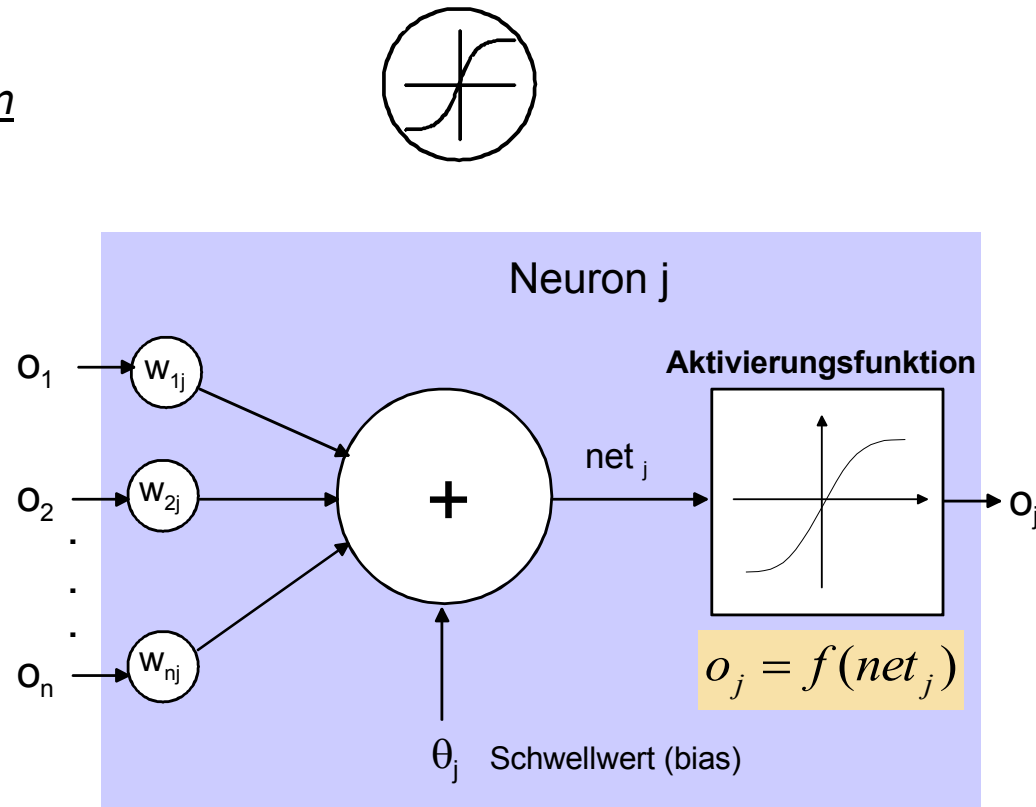 n
Neuron j
Aktivierungsfunktion
o₁
w₁ⱼ
net ⱼ
o₂
w₂ⱼ
+
oⱼ
.
.
.
oₙ
wₙⱼ
oⱼ = f(netⱼ)
θⱼ Schwellwert (bias)